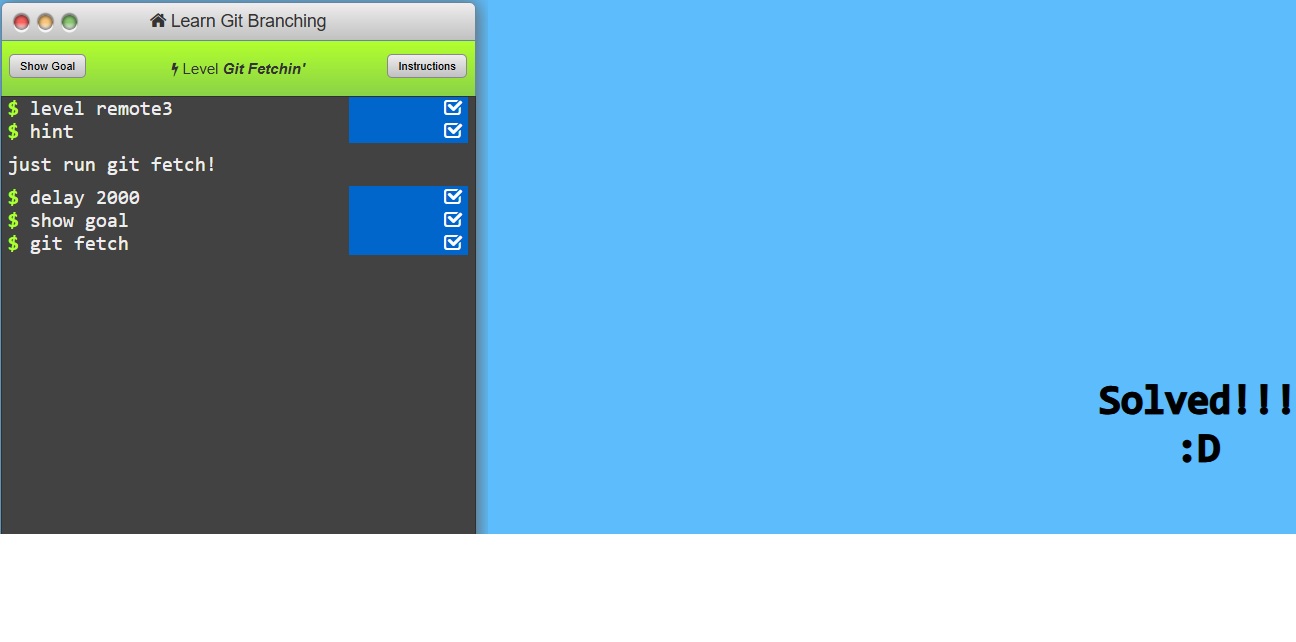 Learn Git Branching
Show Goal
Level Git Fetchin'
Instructions
$ level remote3
$ hint
just run git fetch!
$ delay 2000
$ show goal
$ git fetch
Solved!!!
:D